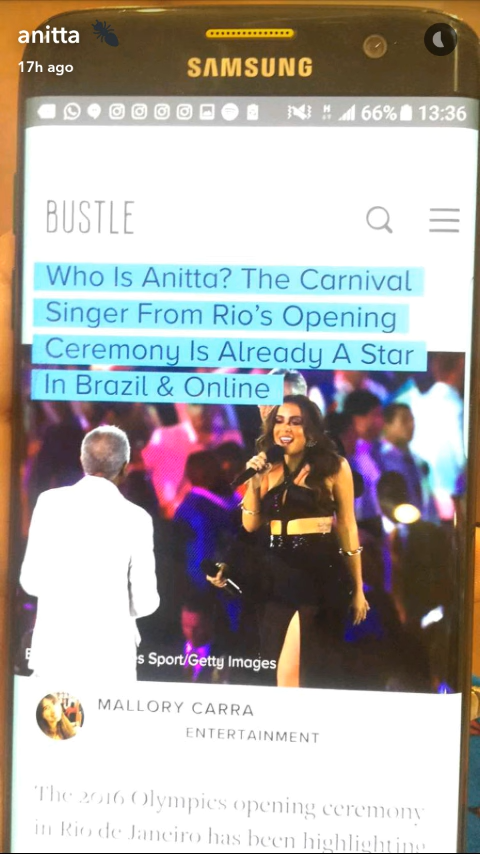 anitta
17h ago
SAMSUNG
66% 13:36
BUSTLE
Who Is Anitta? The Carnival
Singer From Rio's Opening
Ceremony Is Already A Star
In Brazil & Online
Sport/Getty Images
MALLORY CARRA
ENTERTAINMENT
The 2016 Olympics opening ceremony
in Rio de Janeiro has been highlighting